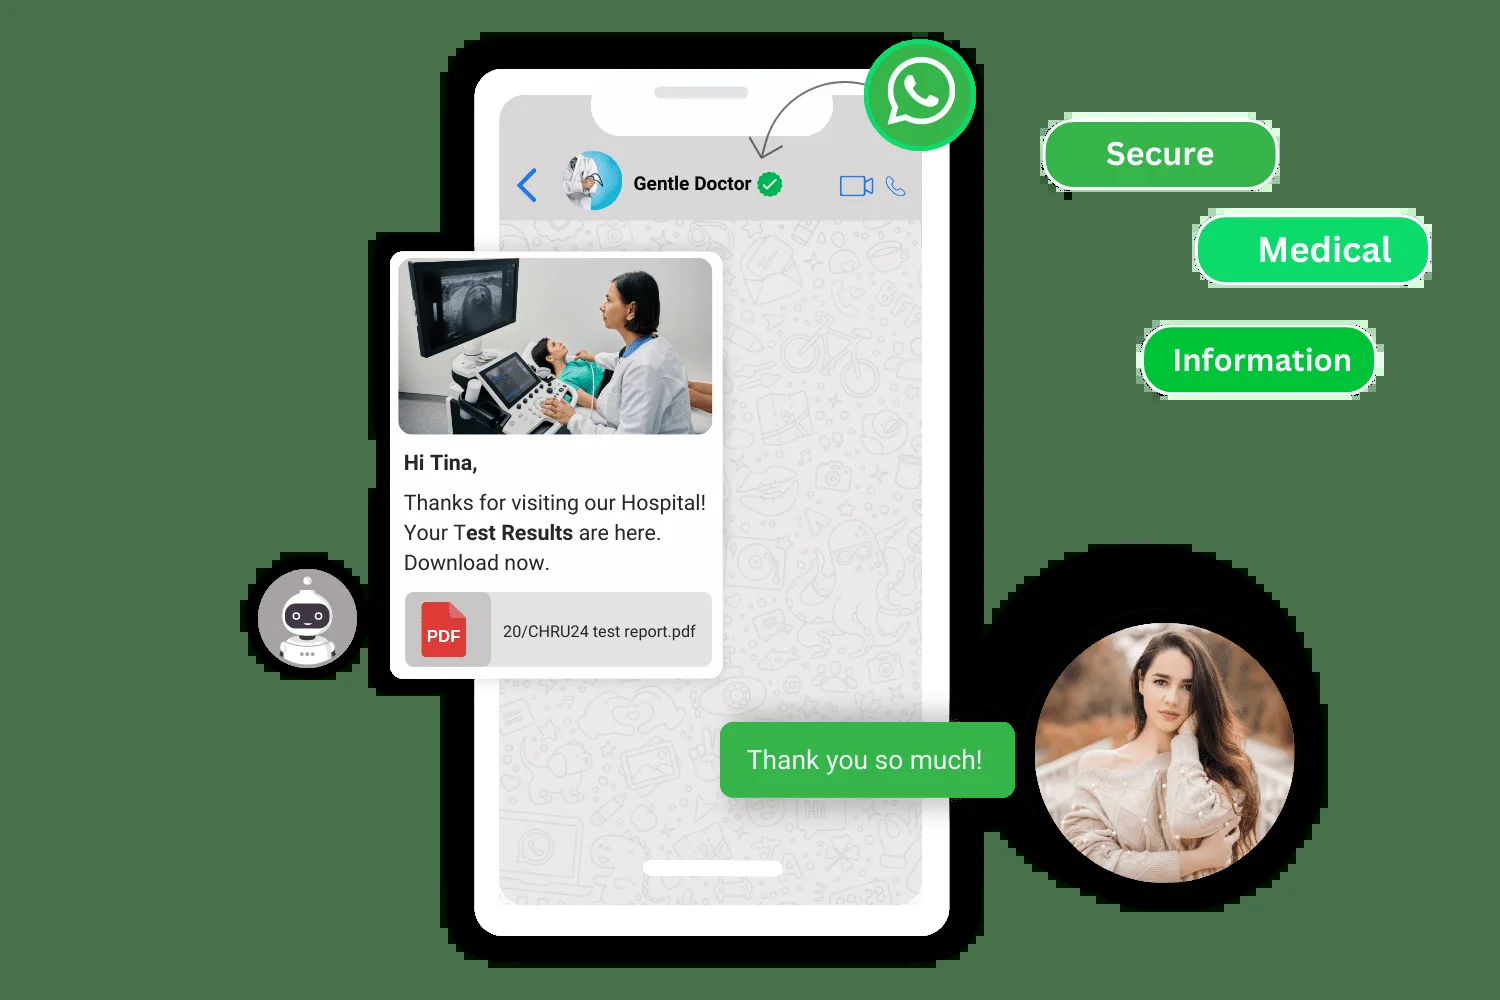 Gentle Doctor
Secure
Medical
Information
Hi Tina,
Thanks for visiting our Hospital!
Your Test Results are here.
Download now.
PDF
20/CHRU24 test report.pdf
Thank you so much!